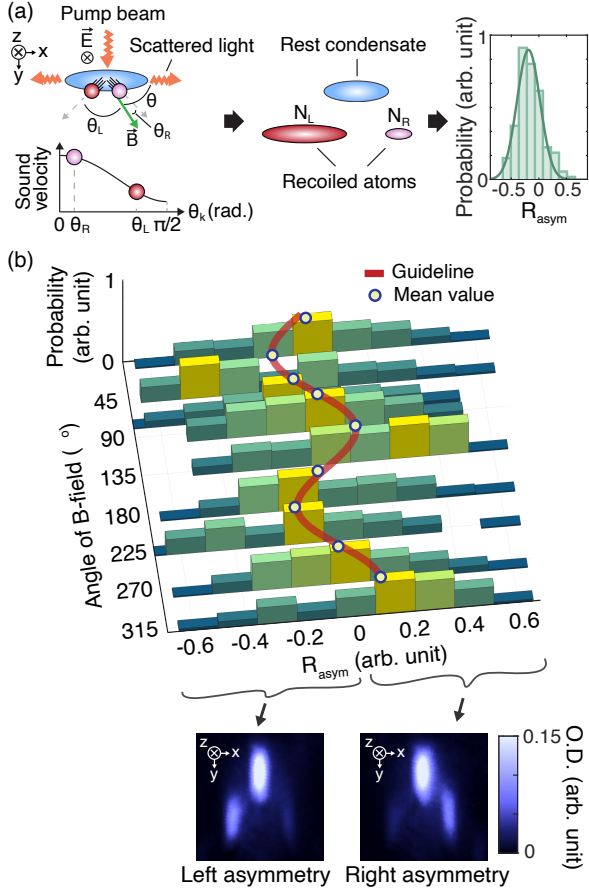 (a)
Pump beam
z
x
y
E
Scattered light
θ
θL
θR
B
Sound
velocity
0 θR θL π/2 θk (rad.)
Rest condensate
NL
NR
Recoiled atoms
Probability (arb. unit)
1
0
-0.5 0 0.5
Rasym
(b)
Guideline
Mean value
Probability
(arb. unit)
1
0
45
90
135
180
225
270
315
Angle of B-field ( °)
-0.6 -0.4 -0.2 0 0.2 0.4 0.6
Rasym (arb. unit)
z
x
y
z
x
y
0.15
0
O.D. (arb. unit)
Left asymmetry
Right asymmetry